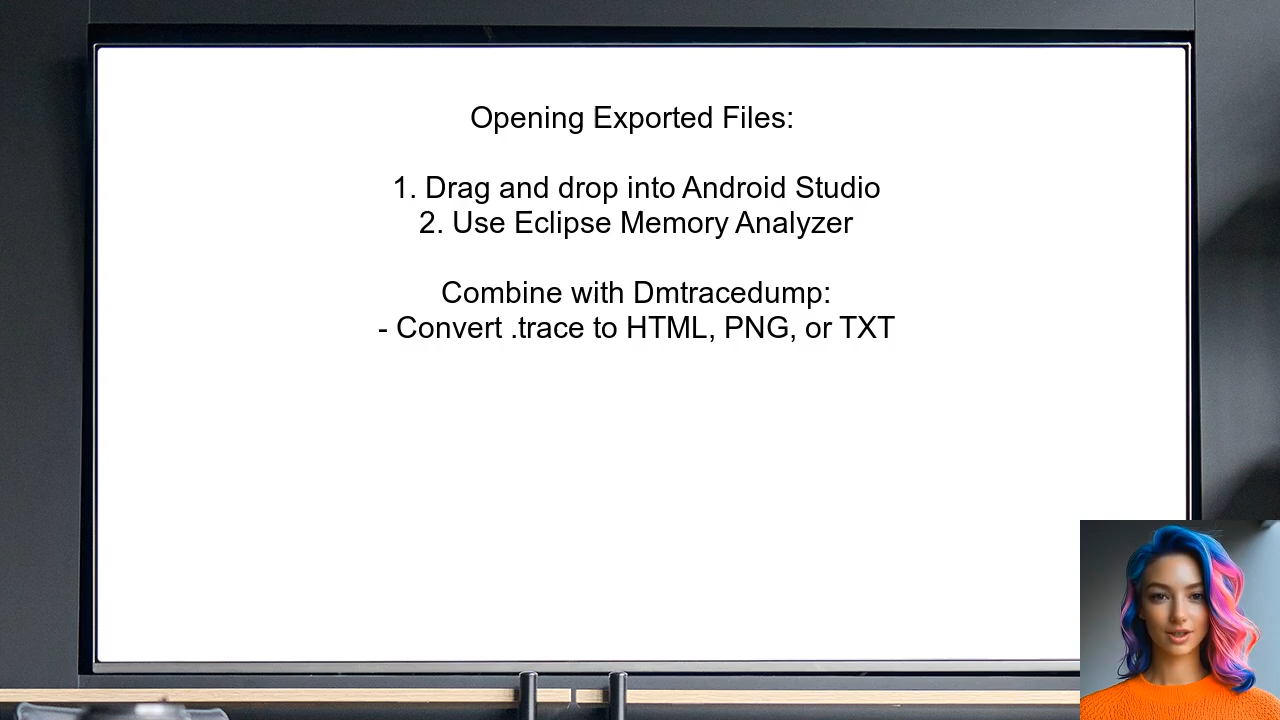 Opening Exported Files:
1. Drag and drop into Android Studio
2. Use Eclipse Memory Analyzer
Combine with Dmtracedump:
- Convert .trace to HTML, PNG, or TXT